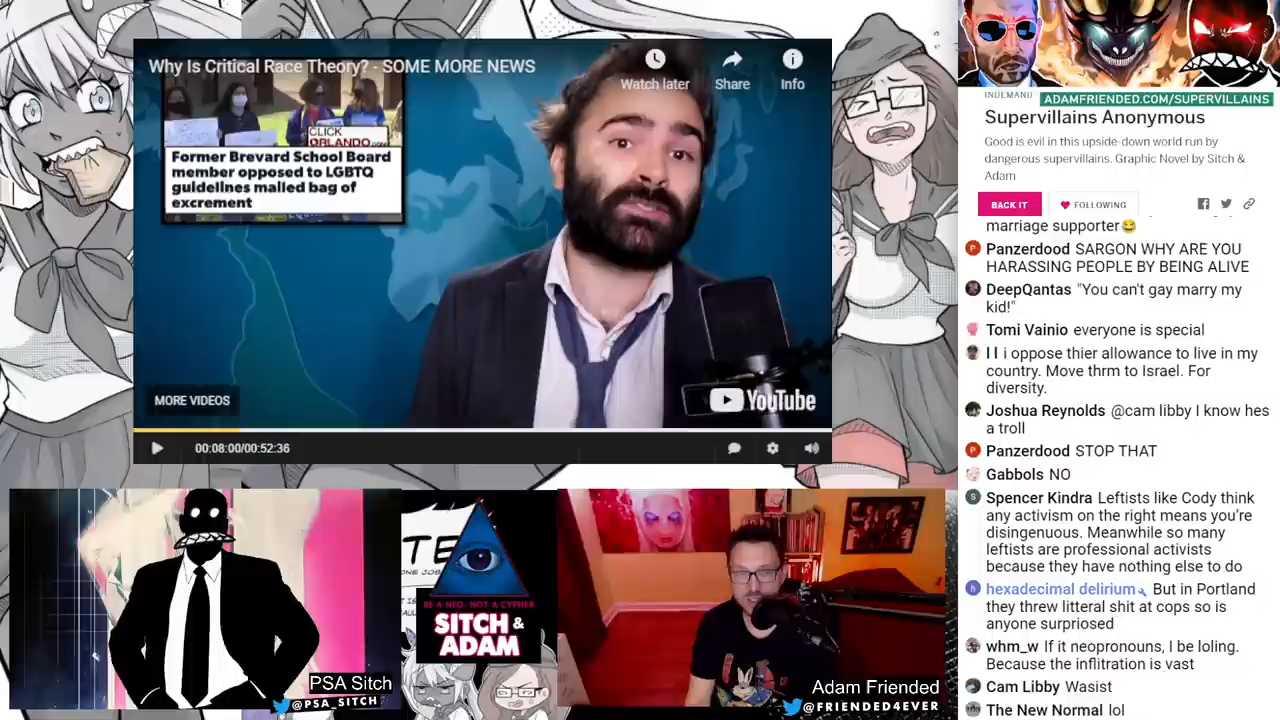 Why Is Critical Race Theory? - SOME MORE NEWS
Watch later
Share
Info
CLICK
ORLANDO
Former Brevard School Board
member opposed to LGBTQ
guidelines mailed bag of
excrement
MORE VIDEOS
YouTube
00:08:00/00:52:36
INDEMAND
ADAMFRIENDED.COM/SUPERVILLAINS
Supervillains Anonymous
Good is evil in this upside-down world run by
dangerous supervillains. Graphic Novel by Sitch &
Adam
BACK IT
FOLLOWING
marriage supporter😂
Panzerdood SARGON WHY ARE YOU
HARASSING PEOPLE BY BEING ALIVE
DeepQantas "You can't gay marry my
kid!"
Tomi Vainio everyone is special
I I i oppose thier allowance to live in my
country. Move thrm to Israel. For
diversity.
Joshua Reynolds @cam libby I know hes
a troll
Panzerdood STOP THAT
Gabbols NO
Spencer Kindra Leftists like Cody think
any activism on the right means you're
disingenuous. Meanwhile so many
leftists are professional activists
because they have nothing else to do
hexadecimal delirium But in Portland
they threw litteral shit at cops so is
anyone surpriosed
whm_w If it neopronouns, I be loling.
Because the inflitration is vast
Cam Libby Wasist
The New Normal lol
BE A NEO, NOT A CYPHER
SITCH &
ADAM
PSA Sitch
@PSA_SITCH
Adam Friended
@FRIENDED4EVER